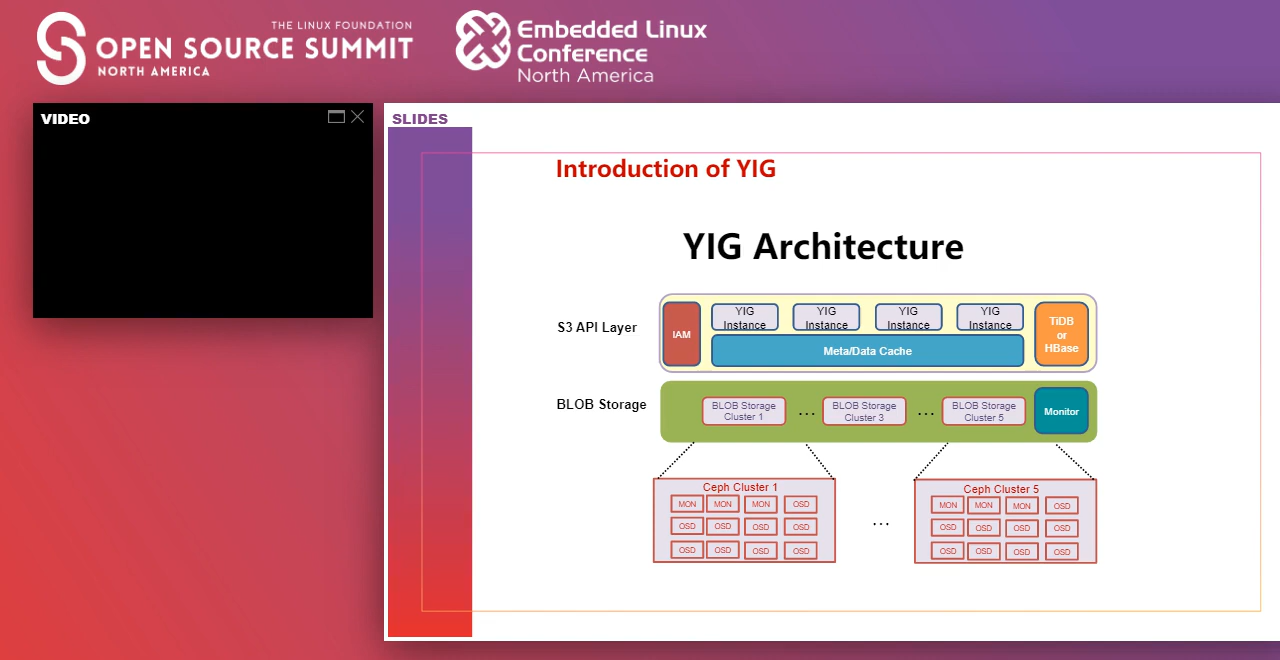 THE LINUX FOUNDATION
OPEN SOURCE SUMMIT
NORTH AMERICA
Embedded Linux
Conference
North America
VIDEO
SLIDES
Introduction of YIG
YIG Architecture
S3 API Layer
IAM
YIG
Instance
YIG
Instance
YIG
Instance
YIG
Instance
Meta/Data Cache
TiDB
or
HBase
BLOB Storage
BLOB Storage
Cluster 1
...
BLOB Storage
Cluster 3
...
BLOB Storage
Cluster 5
Monitor
Ceph Cluster 1
MON MON MON OSD
OSD OSD OSD OSD
OSD OSD OSD OSD
...
Ceph Cluster 5
MON MON MON OSD
OSD OSD OSD OSD
OSD OSD OSD OSD